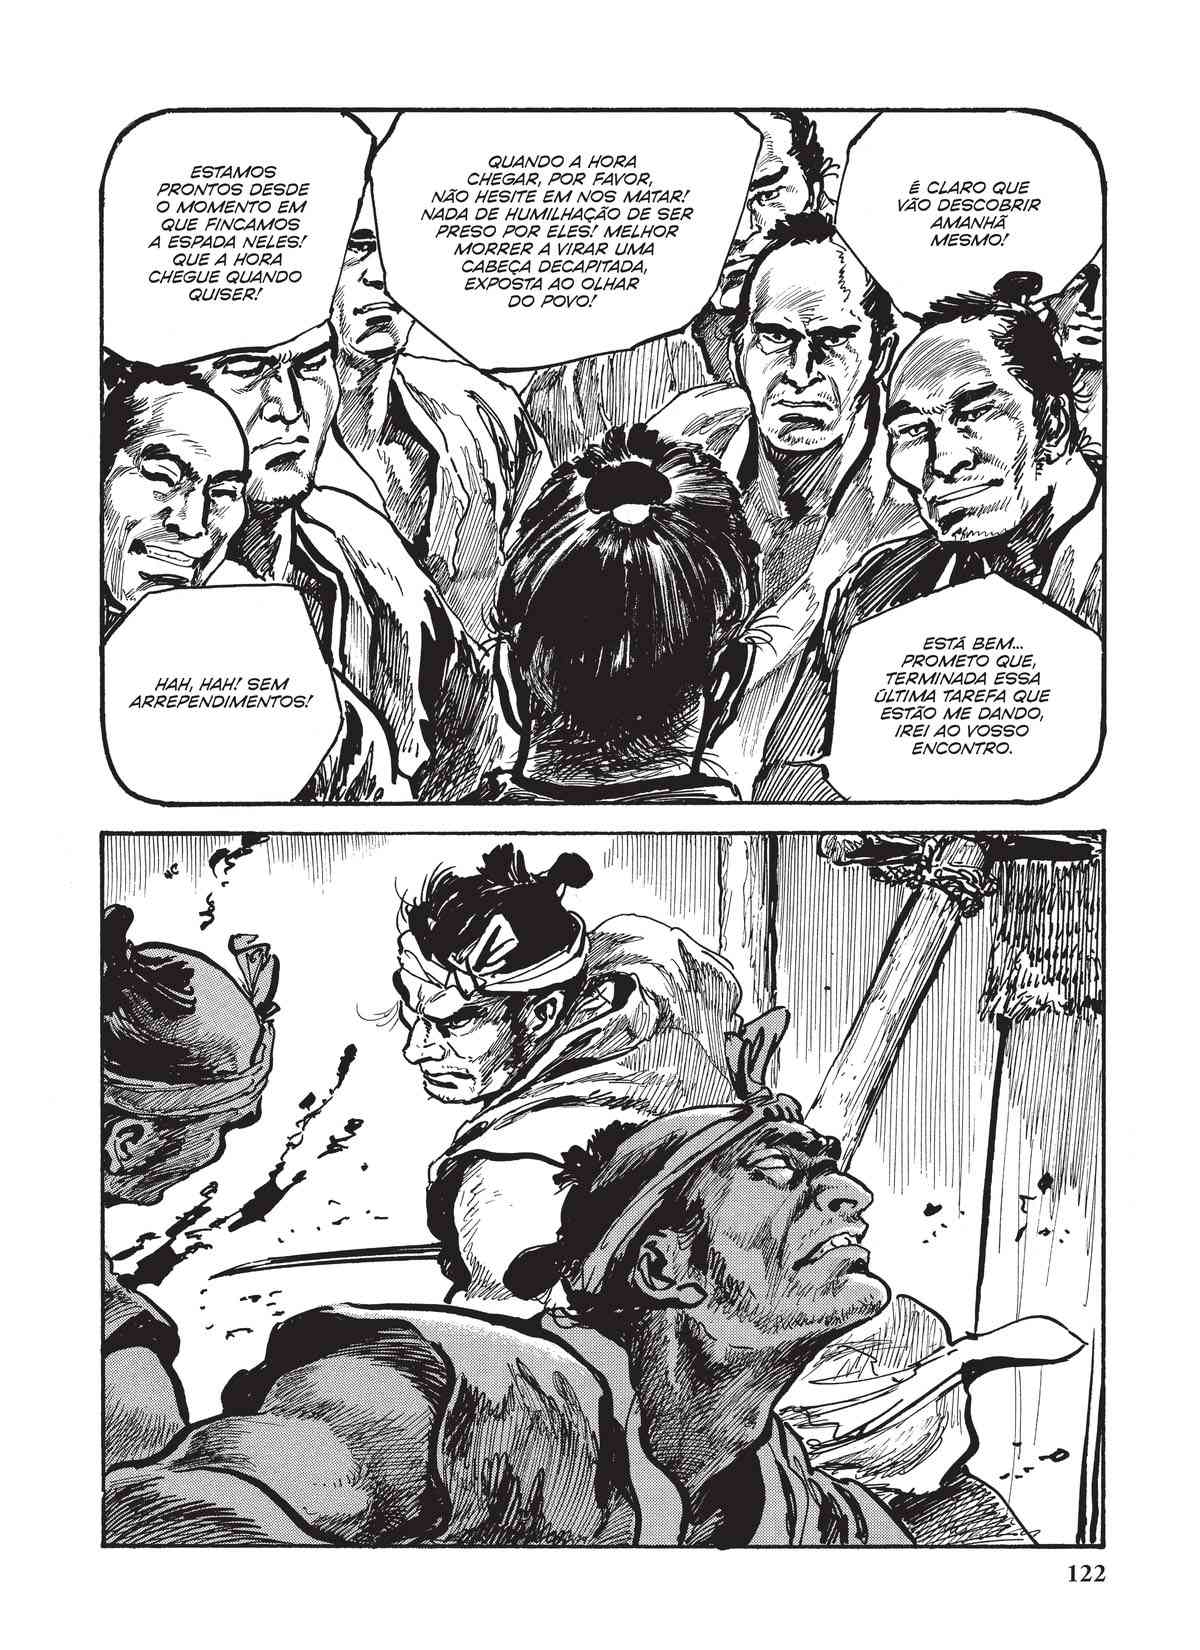 ESTAMOS
PRONTOS DESDE
O MOMENTO EM
QUE FINCAMOS
A ESPADA NELES!
QUE A HORA
CHEGUE QUANDO
QUISER!
QUANDO A HORA
CHEGAR, POR FAVOR,
NÃO HESITE EM NOS MATAR!
NADA DE HUMILHAÇÃO DE SER
PRESO POR ELES! MELHOR
MORRER A VIRAR UMA
CABEÇA DECAPITADA,
EXPOSTA AO OLHAR
DO POVO!
É CLARO QUE
VÃO DESCOBRIR
AMANHÃ
MESMO!
HAH, HAH! SEM
ARREPENDIMENTOS!
ESTÁ BEM...
PROMETO QUE,
TERMINADA ESSA
ÚLTIMA TAREFA QUE
ESTÃO ME DANDO,
IREI AO VOSSO
ENCONTRO.
122